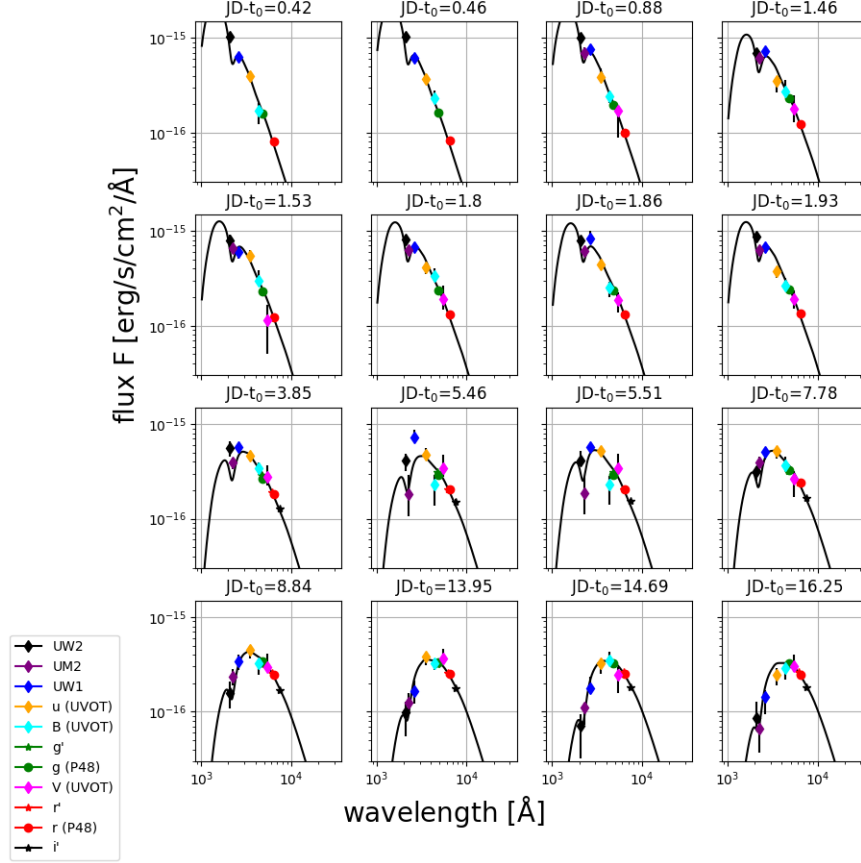 JD-t₀=0.42 JD-t₀=0.46 JD-t₀=0.88 JD-t₀=1.46
10⁻¹⁵
10⁻¹⁶
JD-t₀=1.53 JD-t₀=1.8 JD-t₀=1.86 JD-t₀=1.93
10⁻¹⁵
10⁻¹⁶
flux F [erg/s/cm²/Å]
JD-t₀=3.85 JD-t₀=5.46 JD-t₀=5.51 JD-t₀=7.78
10⁻¹⁵
10⁻¹⁶
JD-t₀=8.84 JD-t₀=13.95 JD-t₀=14.69 JD-t₀=16.25
10⁻¹⁵
10⁻¹⁶
10³ 10⁴ 10³ 10⁴ 10³ 10⁴ 10³ 10⁴
wavelength [Å]
UW2
UM2
UW1
u (UVOT)
B (UVOT)
g'
g (P48)
V (UVOT)
r'
r (P48)
i'